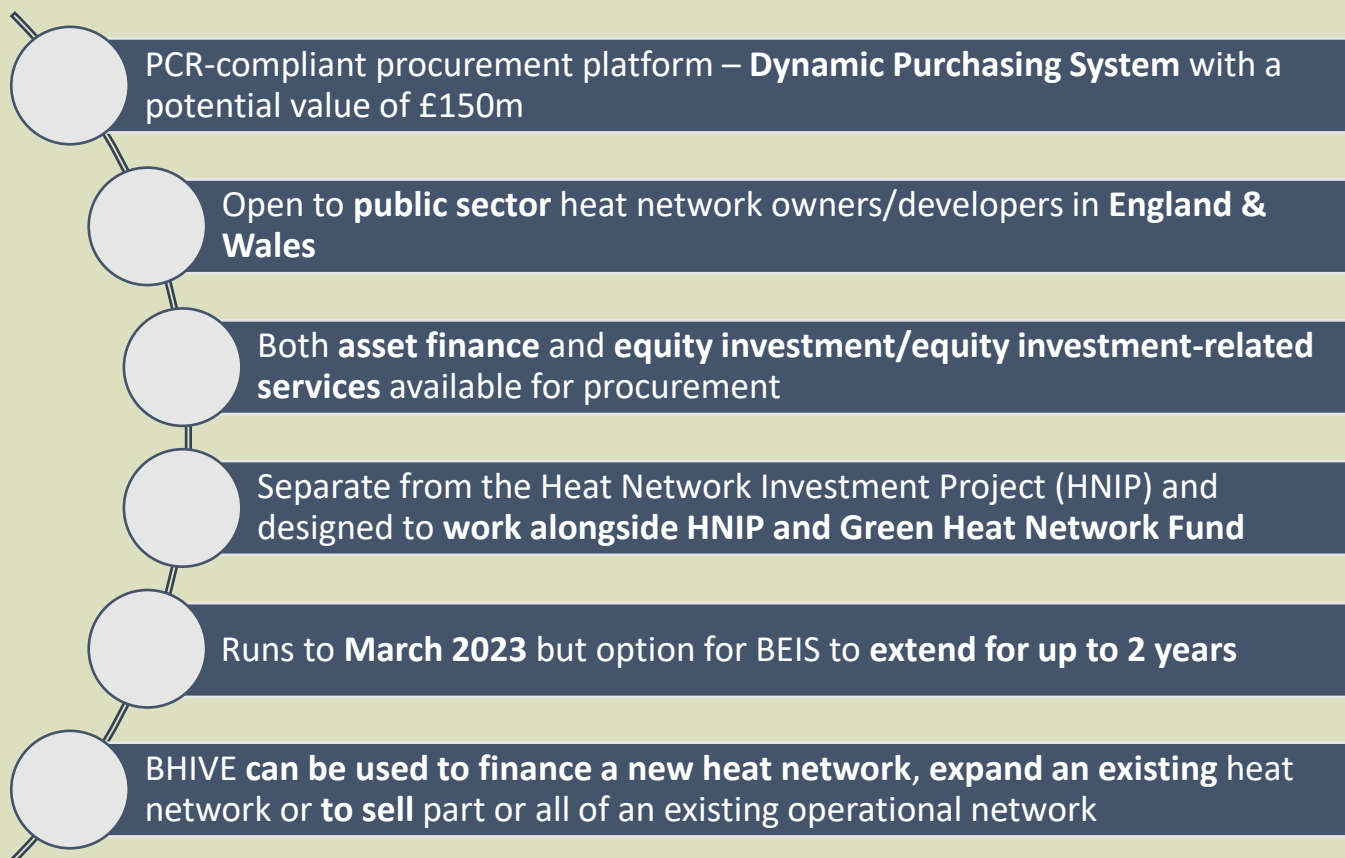 PCR-compliant procurement platform – Dynamic Purchasing System with a
potential value of £150m
Open to public sector heat network owners/developers in England &
Wales
Both asset finance and equity investment/equity investment-related
services available for procurement
Separate from the Heat Network Investment Project (HNIP) and
designed to work alongside HNIP and Green Heat Network Fund
Runs to March 2023 but option for BEIS to extend for up to 2 years
BHIVE can be used to finance a new heat network, expand an existing heat
network or to sell part or all of an existing operational network